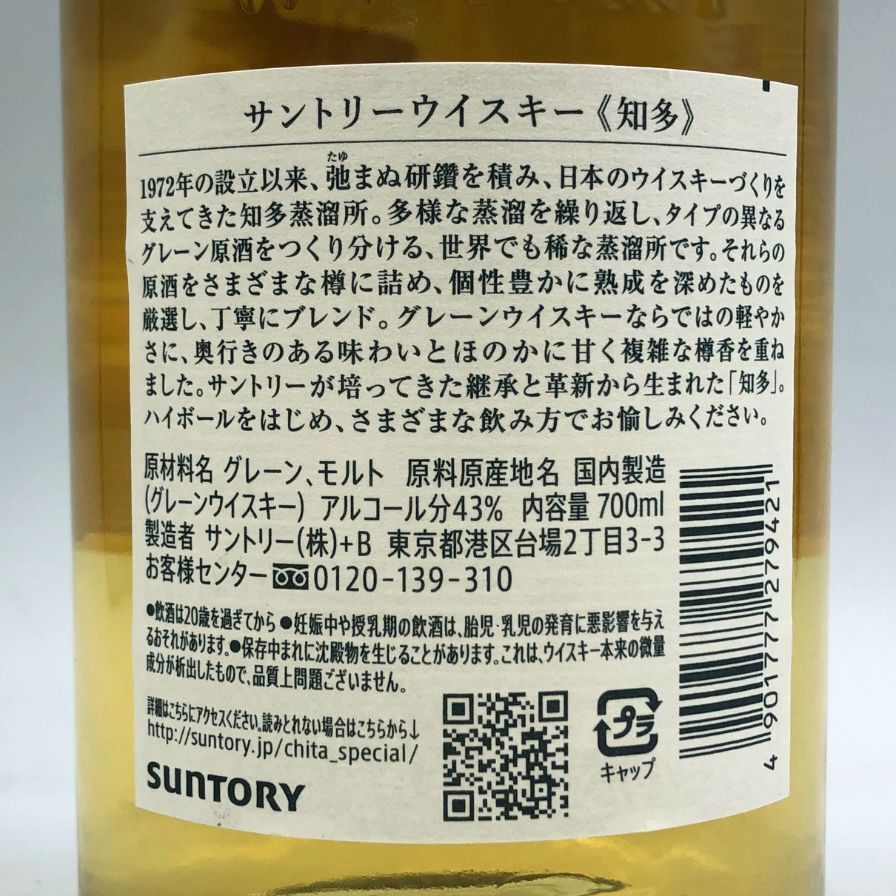 サントリーウイスキー《知多》
たゆ
1972年の設立以来、弛まぬ研鑽を積み、日本のウイスキーづくりを
支えてきた知多蒸溜所。多様な蒸溜を繰り返し、タイプの異なる
グレーン原酒をつくり分ける、世界でも稀な蒸溜所です。それらの
原酒をさまざまな樽に詰め、個性豊かに熟成を深めたものを
厳選し、丁寧にブレンド。グレーンウイスキーならではの軽やか
さに、奥行きのある味わいとほのかに甘く複雑な樽香を重ね
ました。サントリーが培ってきた継承と革新から生まれた「知多」。
ハイボールをはじめ、さまざまな飲み方でお愉しみください。
原材料名 グレーン、モルト 原料原産地名 国内製造
(グレーンウイスキー) アルコール分43% 内容量 700ml
製造者 サントリー(株)+B 東京都港区台場2丁目3-3
お客様センター 0120-139-310
●飲酒は20歳を過ぎてから ●妊娠中や授乳期の飲酒は、胎児・乳児の発育に悪影響を与え
るおそれがあります。●保存中まれに沈殿物を生じることがあります。これは、ウイスキー本来の微量
成分が析出したもので、品質上問題ございません。
詳細はこちらにアクセスください。読みとれない場合はこちらから↓
http://suntory.jp/chita_special/
SUNTORY
プラ
キャップ
4 901777 279421